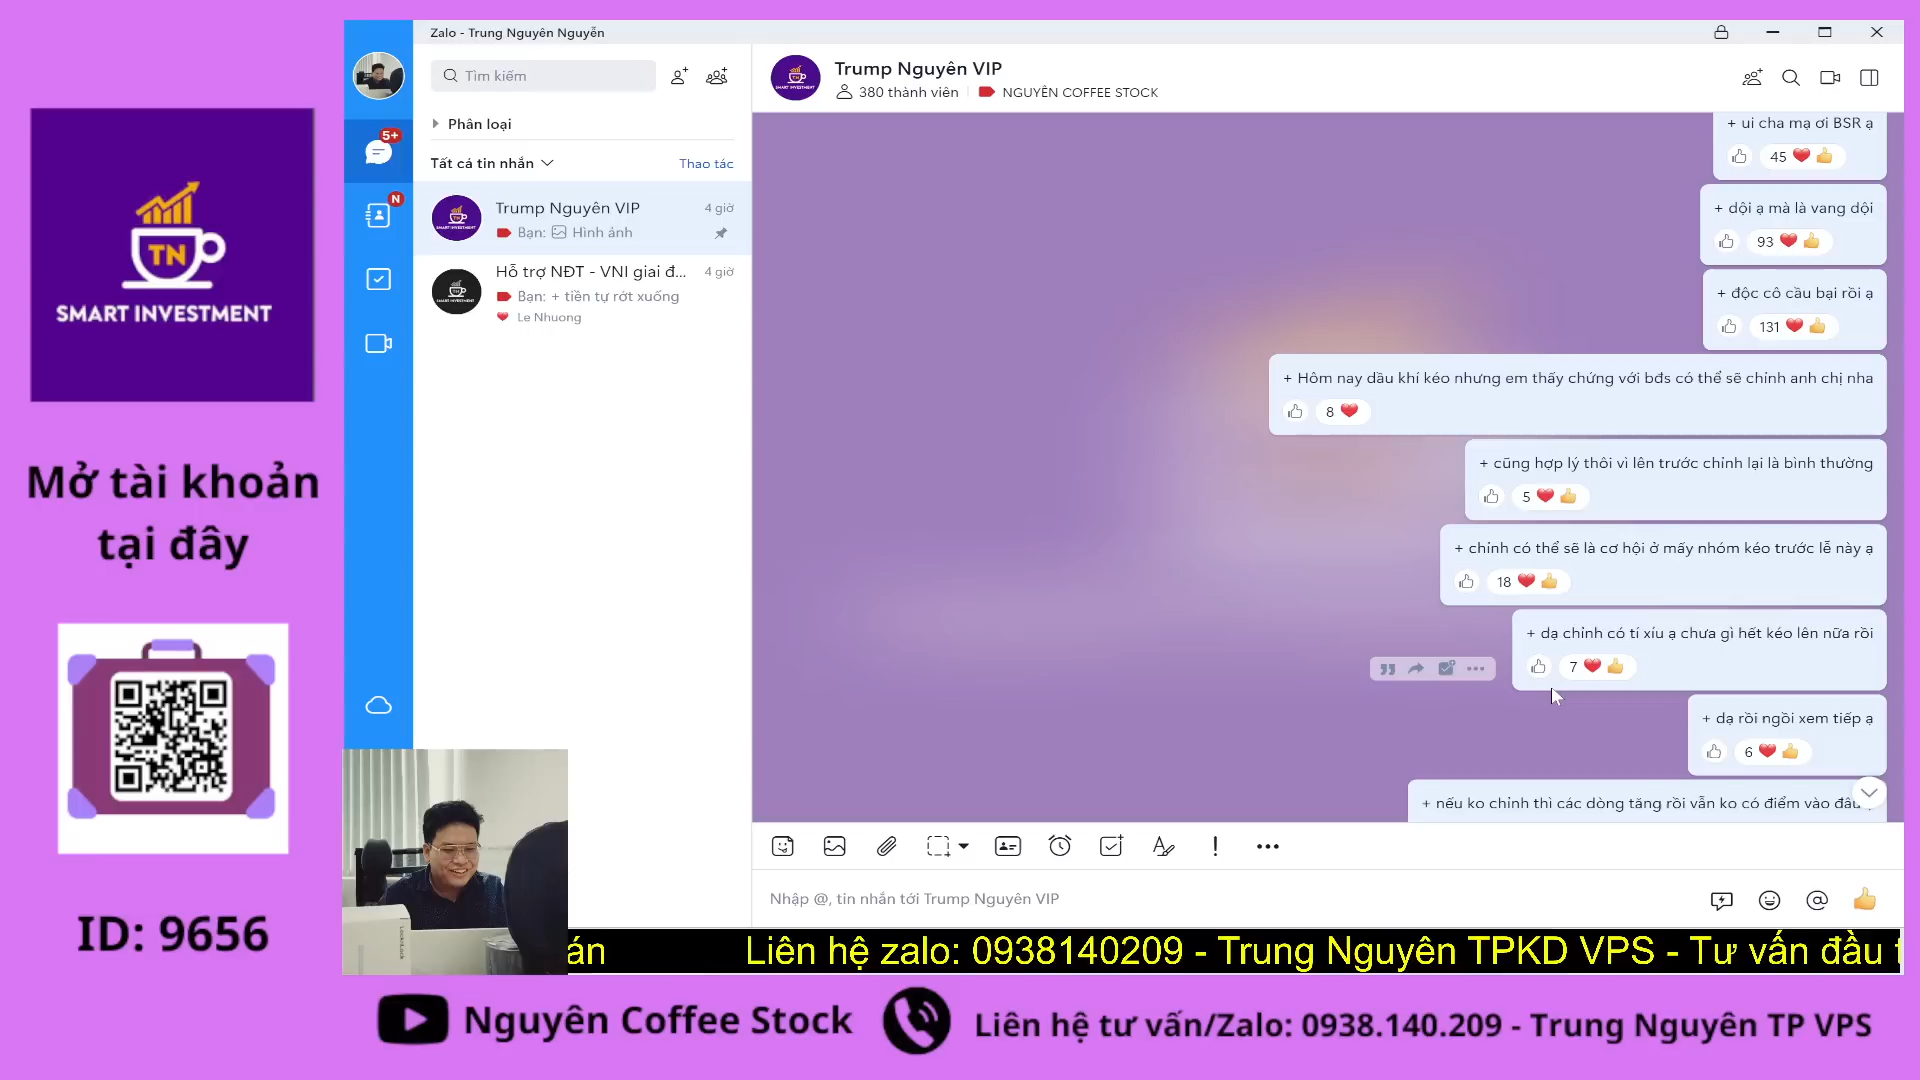 TN
SMART INVESTMENT
Mở tài khoản
tại đây
ID: 9656
Zalo - Trung Nguyên Nguyễn
Tìm kiếm
Phân loại
Tất cả tin nhắn
Thao tác
5+
N
Trump Nguyên VIP
4 giờ
Bạn: Hình ảnh
Hỗ trợ NĐT - VNI giai đ...
4 giờ
Bạn: + tiền tự rớt xuống
Le Nhuong
Trump Nguyên VIP
380 thành viên
NGUYÊN COFFEE STOCK
+ ui cha mạ ơi BSR ạ
45
+ dội ạ mà là vang dội
93
+ độc cô cầu bại rồi ạ
131
+ Hôm nay dầu khí kéo nhưng em thấy chứng với bđs có thể sẽ chỉnh anh chị nha
8
+ cũng hợp lý thôi vì lên trước chỉnh lại là bình thường
5
+ chỉnh có thể sẽ là cơ hội ở mấy nhóm kéo trước lễ này ạ
18
+ dạ chỉnh có tí xíu ạ chưa gì hết kéo lên nữa rồi
7
+ dạ rồi ngồi xem tiếp ạ
6
+ nếu ko chỉnh thì các dòng tăng rồi vẫn ko có điểm vào đâu
Nhập @, tin nhắn tới Trump Nguyên VIP
án Liên hệ zalo: 0938140209 - Trung Nguyên TPKD VPS - Tư vấn đầu t
Nguyên Coffee Stock
Liên hệ tư vấn/Zalo: 0938.140.209 - Trung Nguyên TP VPS